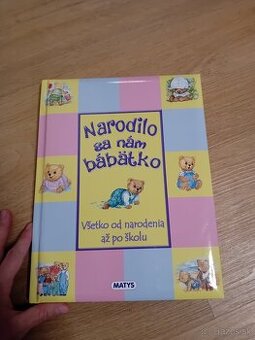 Narodilo
sa nám
bábätko
Všetko od narodenia
až po školu
MATYS